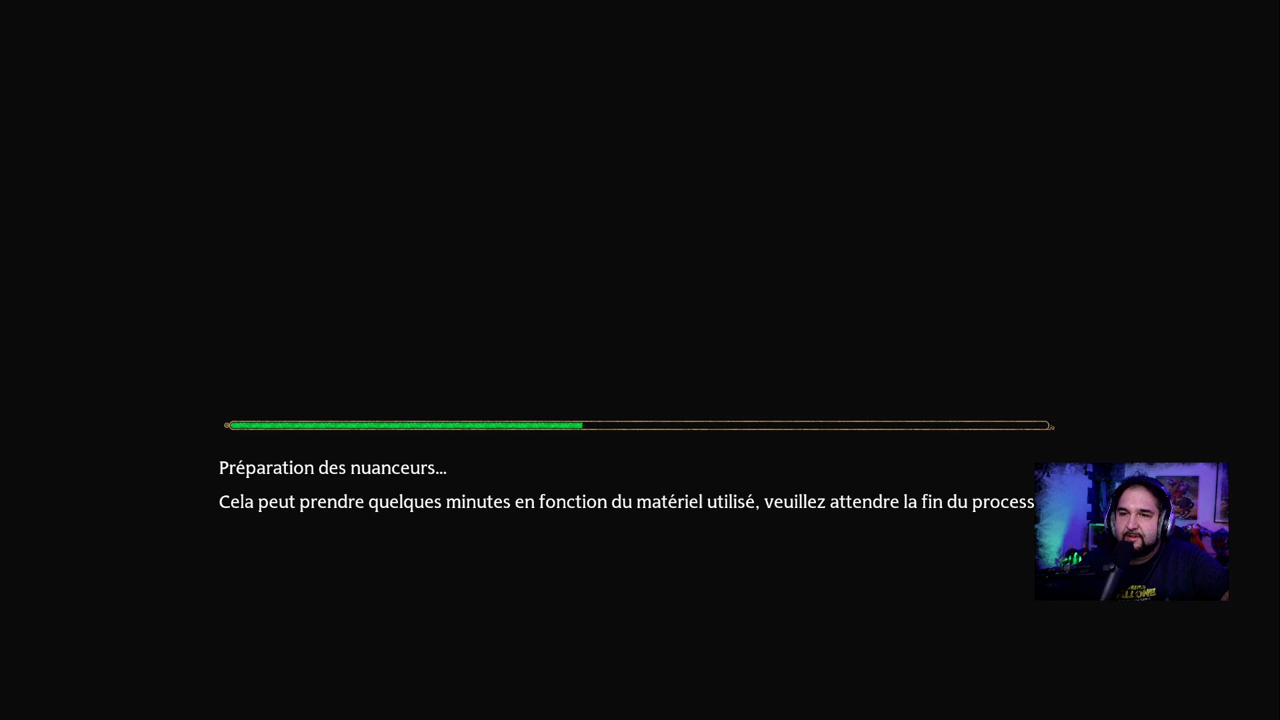 Préparation des nuanceurs...
Cela peut prendre quelques minutes en fonction du matériel utilisé, veuillez attendre la fin du process